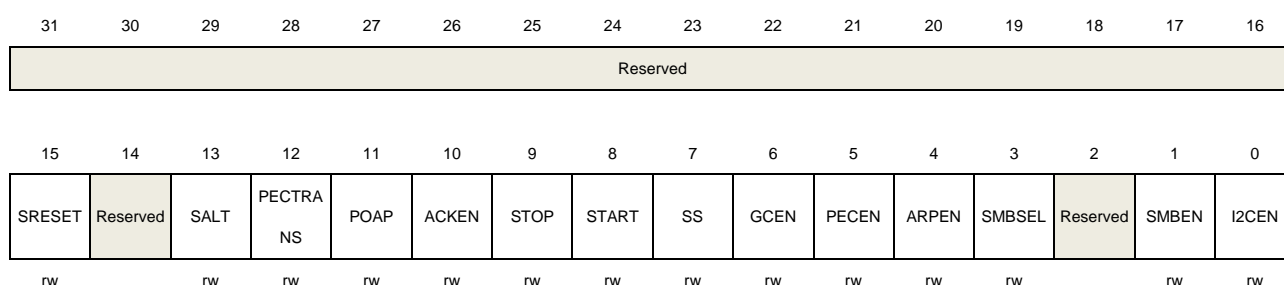 31 30 29 28 27 26 25 24 23 22 21 20 19 18 17 16
Reserved
15 14 13 12 11 10 9 8 7 6 5 4 3 2 1 0
SRESET Reserved SALT PECTRA NS POAP ACKEN STOP START SS GCEN PECEN ARPEN SMBSEL Reserved SMBEN I2CEN
rw rw rw rw rw rw rw rw rw rw rw rw rw rw